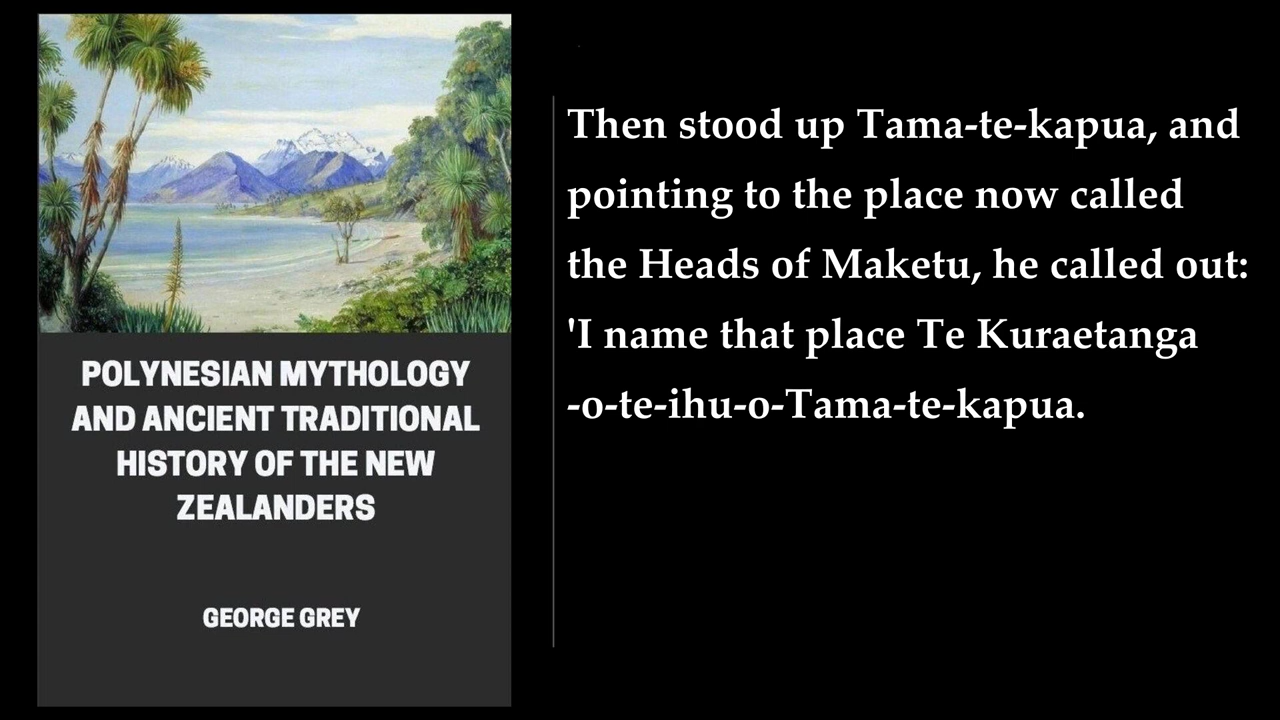 POLYNESIAN MYTHOLOGY
AND ANCIENT TRADITIONAL
HISTORY OF THE NEW
ZEALANDERS
GEORGE GREY
Then stood up Tama-te-kapua, and
pointing to the place now called
the Heads of Maketu, he called out:
'I name that place Te Kuraetanga
-o-te-ihu-o-Tama-te-kapua.